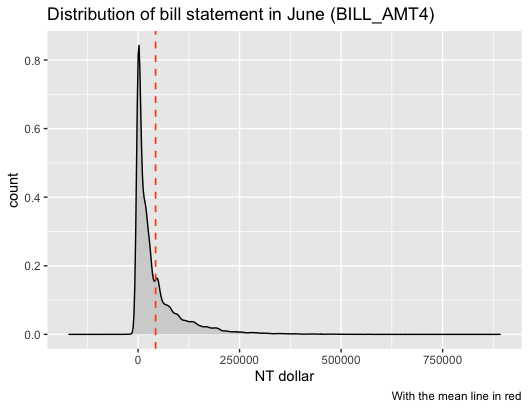 Distribution of bill statement in June (BILL_AMT4)
0.8
0.6
0.4
0.2
0.0
count
0 250000 500000 750000
NT dollar
With the mean line in red